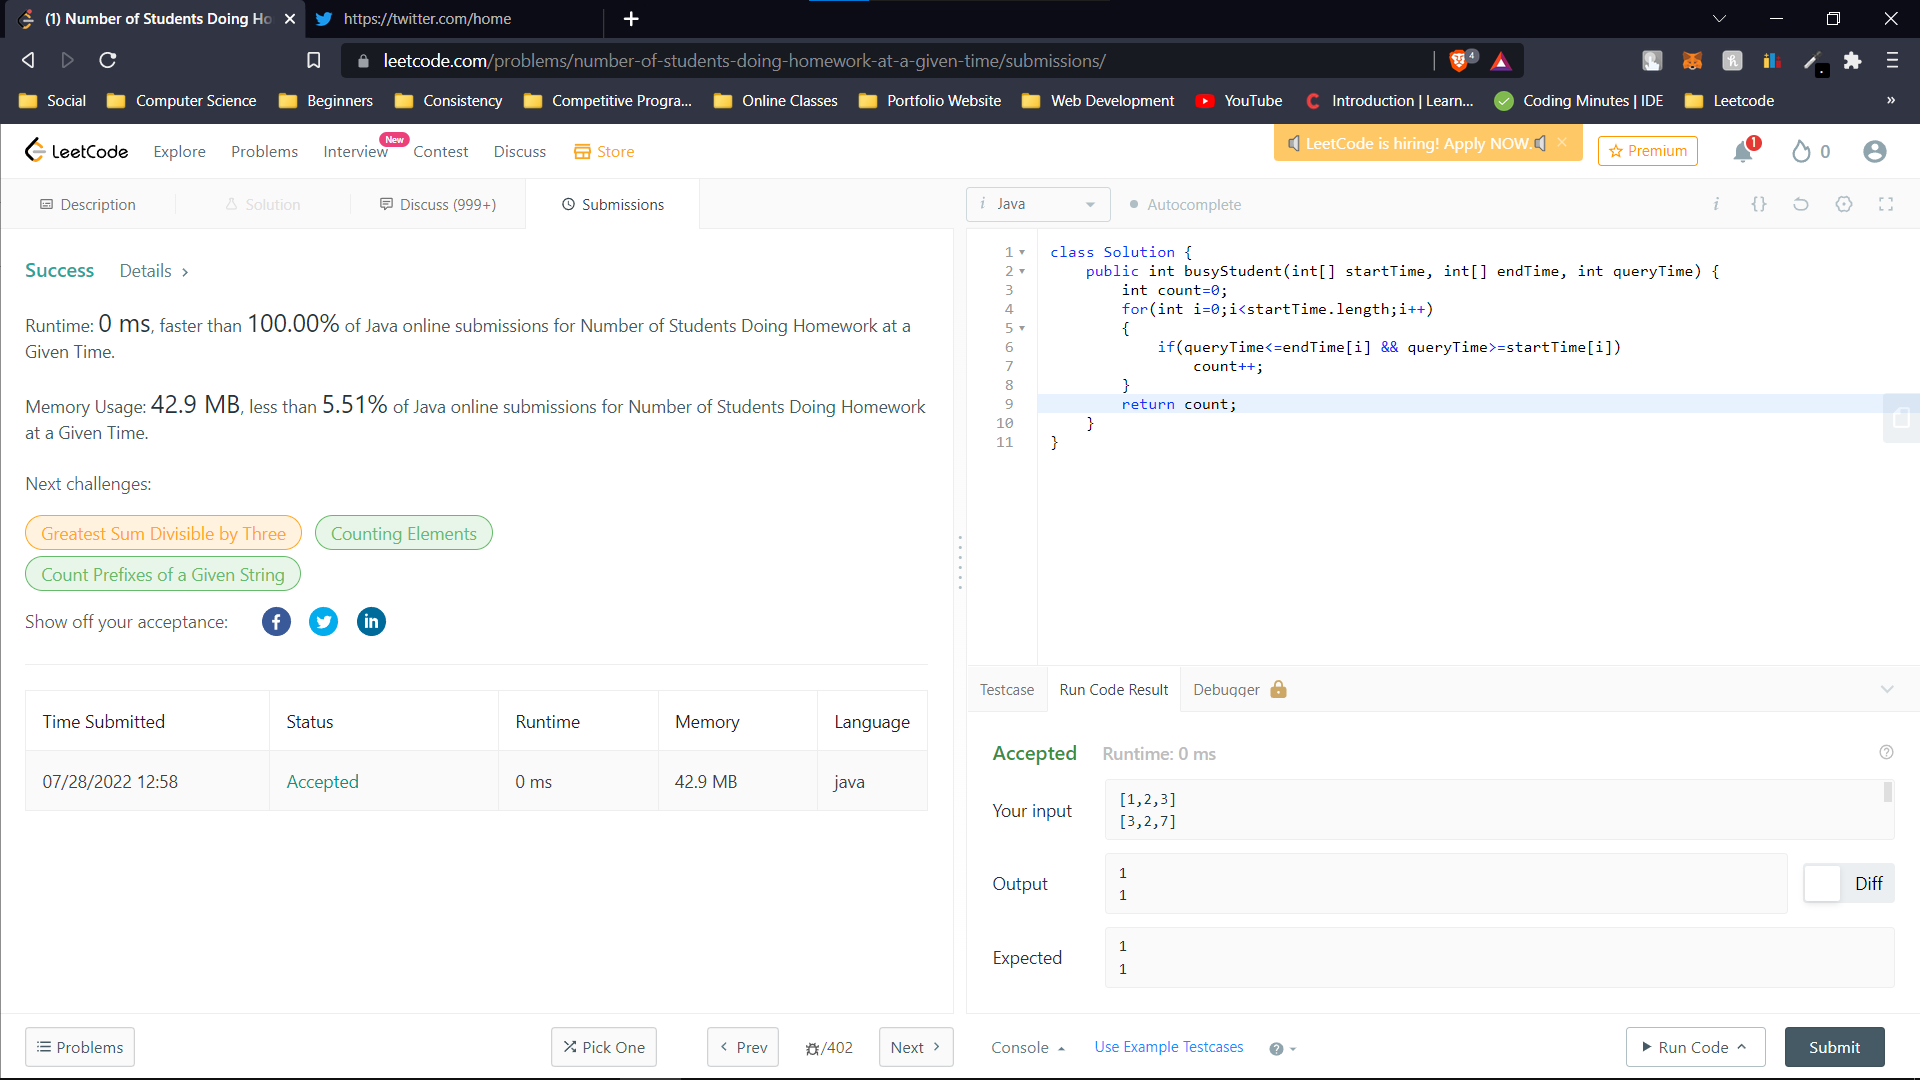 (1) Number of Students Doing Ho
https://twitter.com/home
leetcode.com/problems/number-of-students-doing-homework-at-a-given-time/submissions/
4
Social Computer Science Beginners Consistency Competitive Progra... Online Classes Portfolio Website Web Development YouTube Introduction | Learn... Coding Minutes | IDE Leetcode »
LeetCode Explore Problems Interview New Contest Discuss Store
LeetCode is hiring! Apply NOW.
Premium 1 0
Description Solution Discuss (999+) Submissions
i Java Autocomplete i {}
Success Details >
Runtime: 0 ms, faster than 100.00% of Java online submissions for Number of Students Doing Homework at a
Given Time.
Memory Usage: 42.9 MB, less than 5.51% of Java online submissions for Number of Students Doing Homework
at a Given Time.
Next challenges:
Greatest Sum Divisible by Three Counting Elements
Count Prefixes of a Given String
Show off your acceptance: f in
Time Submitted Status Runtime Memory Language
07/28/2022 12:58 Accepted 0 ms 42.9 MB java
1 class Solution {
2 public int busyStudent(int[] startTime, int[] endTime, int queryTime) {
3 int count=0;
4 for(int i=0;i<startTime.length;i++)
5 {
6 if(queryTime<=endTime[i] && queryTime>=startTime[i])
7 count++;
8 }
9 return count;
10 }
11 }
Testcase Run Code Result Debugger
Accepted Runtime: 0 ms ?
Your input
[1,2,3]
[3,2,7]
Output
1
1
Diff
Expected
1
1
Problems Pick One < Prev /402 Next >
Console Use Example Testcases ? Run Code Submit